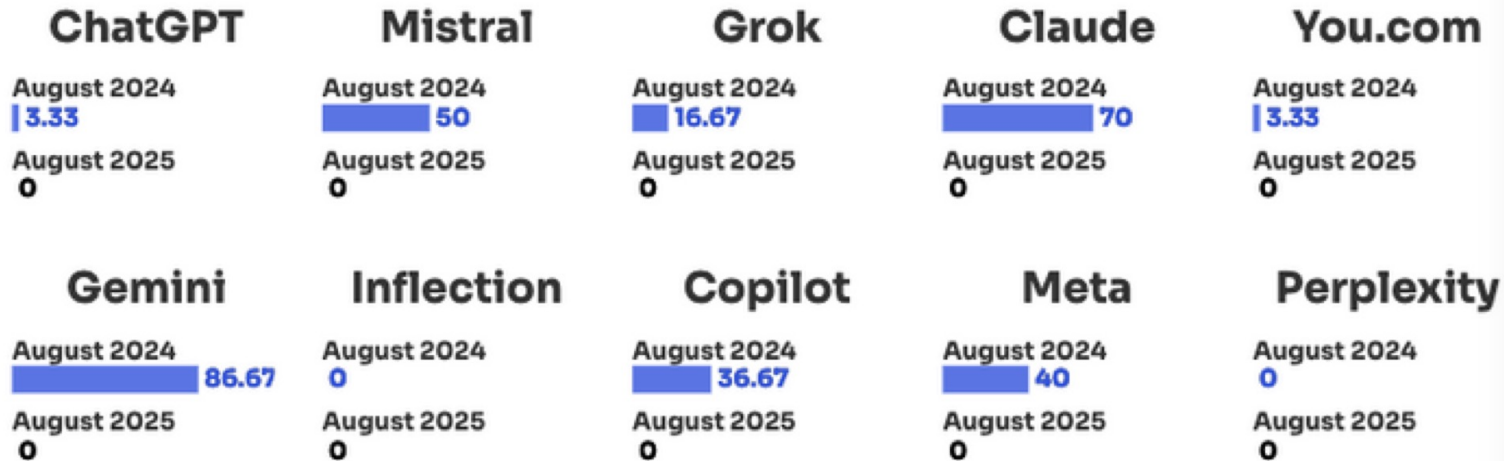 ChatGPT Mistral Grok Claude You.com
August 2024 August 2024 August 2024 August 2024 August 2024
3.33 50 16.67 70 3.33
August 2025 August 2025 August 2025 August 2025 August 2025
0 0 0 0 0
Gemini Inflection Copilot Meta Perplexity
August 2024 August 2024 August 2024 August 2024 August 2024
86.67 0 36.67 40 0
August 2025 August 2025 August 2025 August 2025 August 2025
0 0 0 0 0